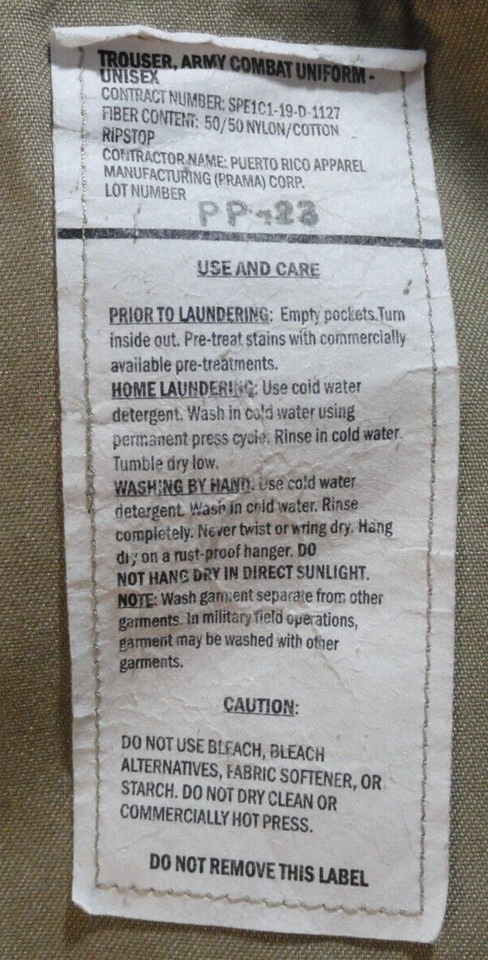 TROUSER, ARMY COMBAT UNIFORM -
UNISEX
CONTRACT NUMBER: SPE1C1-19-D-1127
FIBER CONTENT: 50/50 NYLON/COTTON
RIPSTOP
CONTRACTOR NAME: PUERTO RICO APPAREL
MANUFACTURING (PRAMA) CORP.
LOT NUMBER
USE AND CARE
PRIOR TO LAUNDERING: Empty pockets.Turn
inside out. Pre-treat stains with commercially
available pre-treatments.
HOME LAUNDERING: Use cold water
detergent. Wash in cold water using
permanent press cycle. Rinse in cold water.
Tumble dry low.
WASHING BY HAND: Use cold water
detergent. Wash in cold water. Rinse
completely. Never twist or wring dry. Hang
dry on a rust-proof hanger. DO
NOT HANG DRY IN DIRECT SUNLIGHT.
NOTE: Wash garment separate from other
garments. In military field operations,
garment may be washed with other
garments.
CAUTION:
DO NOT USE BLEACH, BLEACH
ALTERNATIVES, FABRIC SOFTENER, OR
STARCH. DO NOT DRY CLEAN OR
COMMERCIALLY HOT PRESS.
DO NOT REMOVE THIS LABEL